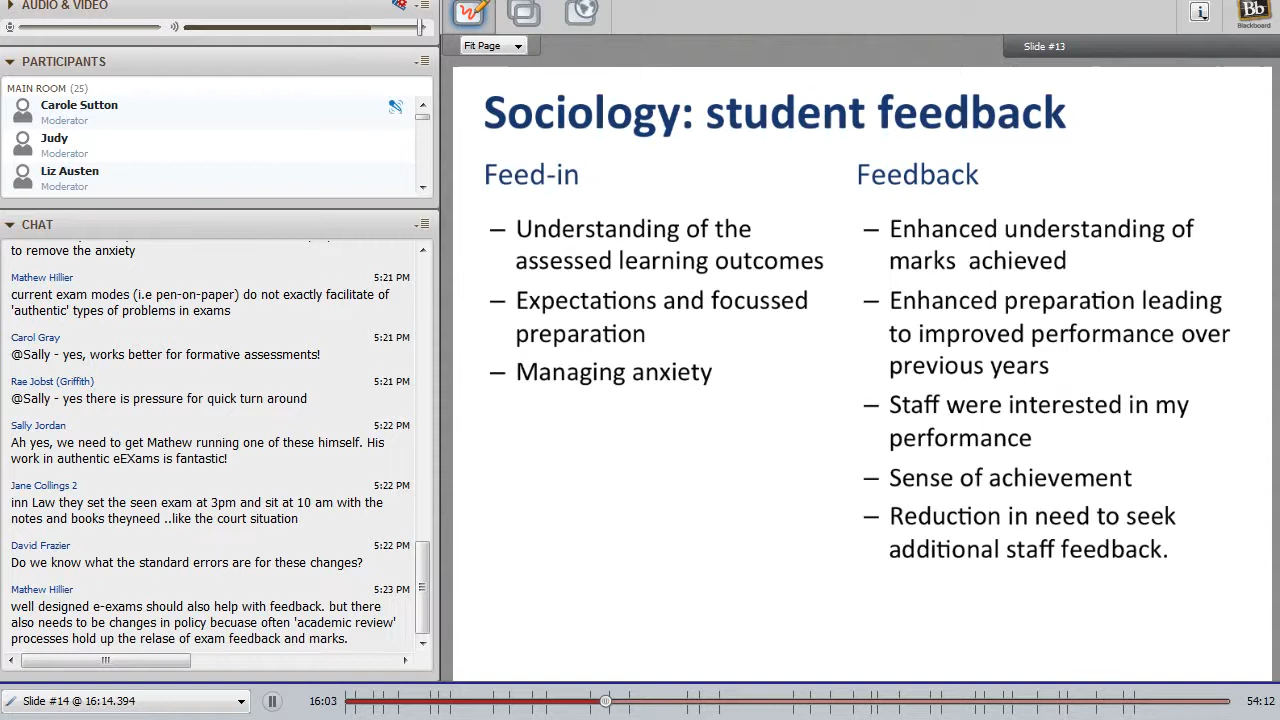 AUDIO & VIDEO
PARTICIPANTS
MAIN ROOM (25)
Carole Sutton
Moderator
Judy
Moderator
Liz Austen
Moderator
CHAT
to remove the anxiety
Mathew Hillier 5:21 PM
current exam modes (i.e pen-on-paper) do not exactly facilitate of
'authentic' types of problems in exams
Carol Gray 5:21 PM
@Sally - yes, works better for formative assessments!
Rae Jobst (Griffith) 5:21 PM
@Sally - yes there is pressure for quick turn around
Sally Jordan 5:22 PM
Ah yes, we need to get Mathew running one of these himself. His
work in authentic eEXams is fantastic!
Jane Collings 2 5:22 PM
inn Law they set the seen exam at 3pm and sit at 10 am with the
notes and books theyneed ..like the court situation
David Frazier 5:22 PM
Do we know what the standard errors are for these changes?
Mathew Hillier 5:23 PM
well designed e-exams should also help with feedback. but there
also needs to be changes in policy becuase often 'academic review'
processes hold up the relase of exam feedback and marks.
Slide #14 @ 16:14.394
16:03
54:12
Fit Page
Slide #13
Bb
Blackboard
Sociology: student feedback
Feed-in
– Understanding of the
assessed learning outcomes
– Expectations and focussed
preparation
– Managing anxiety
Feedback
– Enhanced understanding of
marks achieved
– Enhanced preparation leading
to improved performance over
previous years
– Staff were interested in my
performance
– Sense of achievement
– Reduction in need to seek
additional staff feedback.